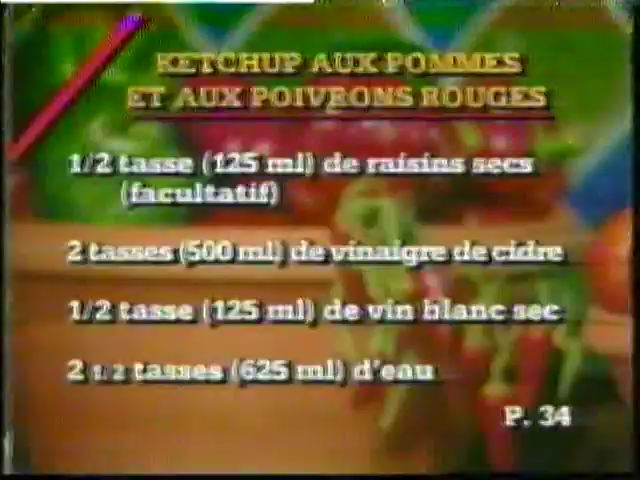 KETCHUP AUX POMMES
ET AUX POIVRONS ROUGES
1/2 tasse (125 ml) de raisins secs
(facultatif)
2 tasses (500 ml) de vinaigre de cidre
1/2 tasse (125 ml) de vin blanc sec
2 1/2 tasses (625 ml) d'eau
P. 34